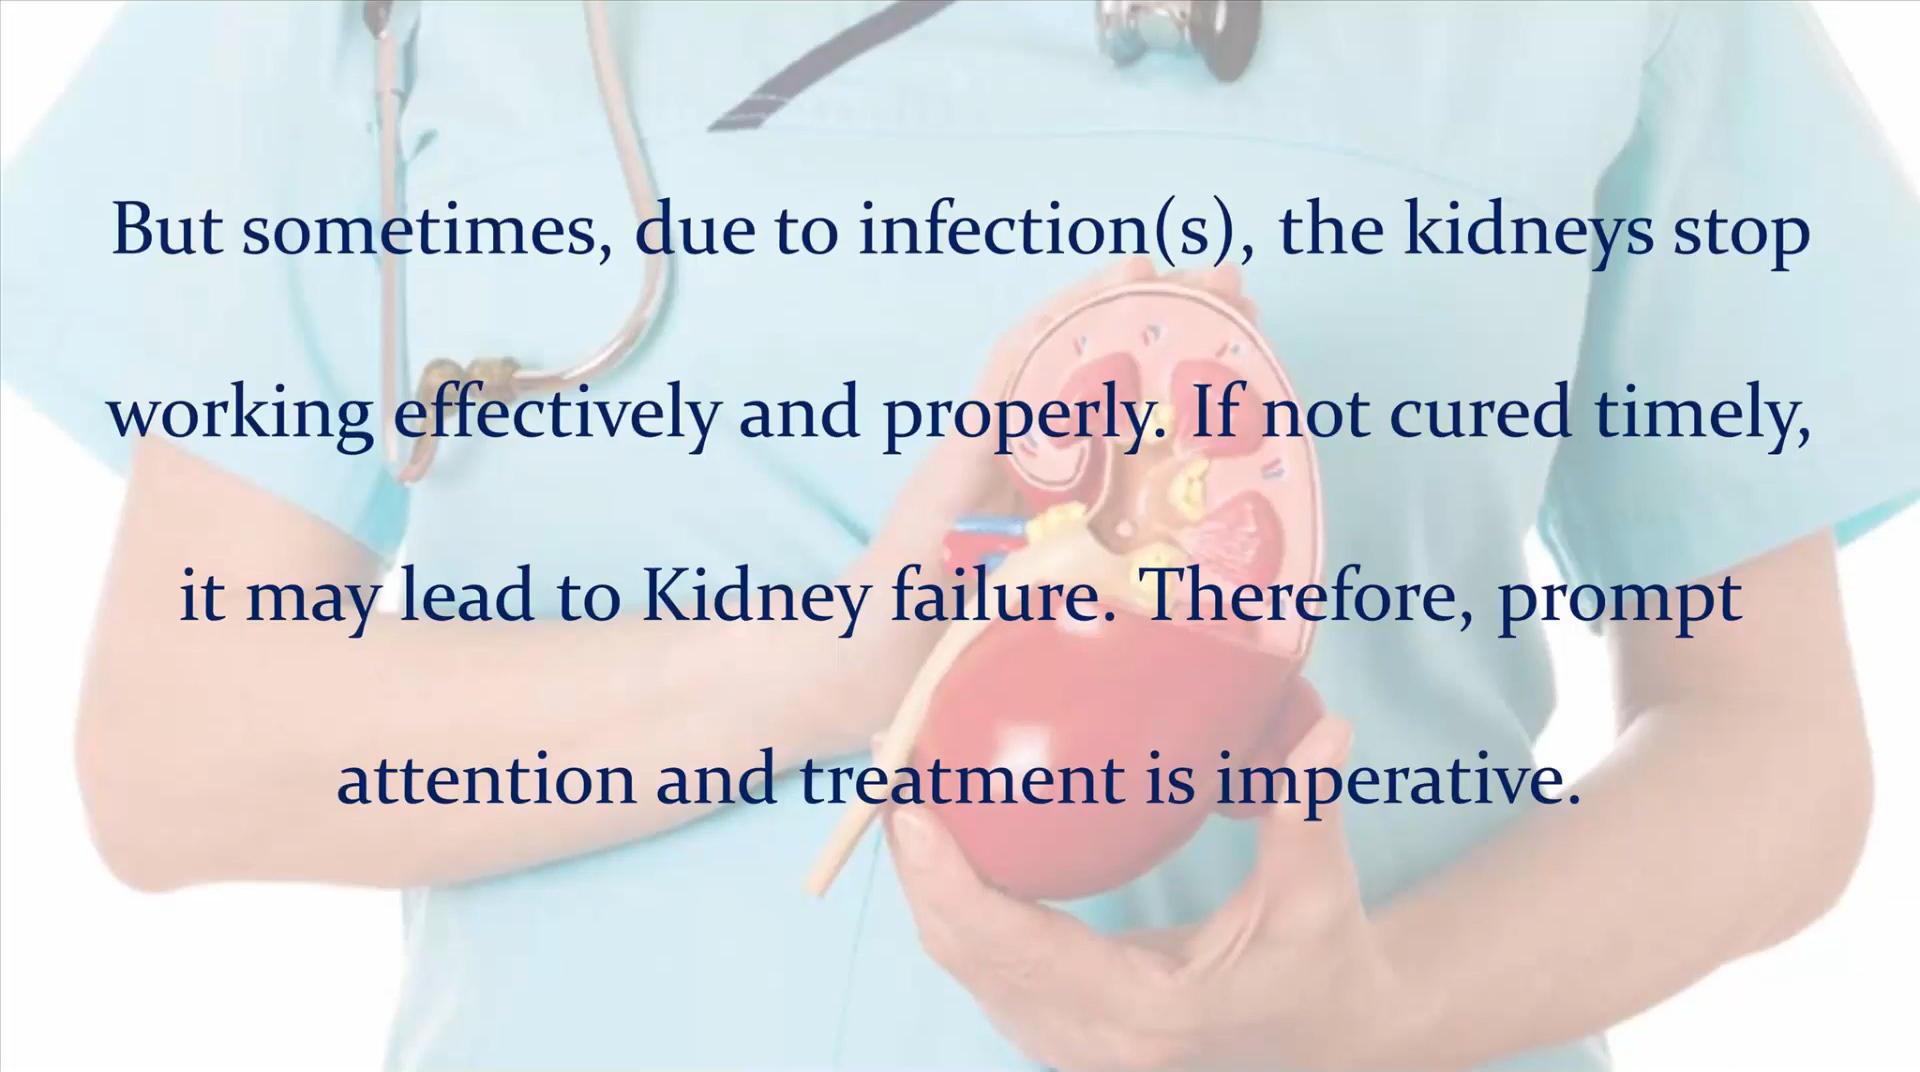 But sometimes, due to infection(s), the kidneys stop
working effectively and properly. If not cured timely,
it may lead to Kidney failure. Therefore, prompt
attention and treatment is imperative.